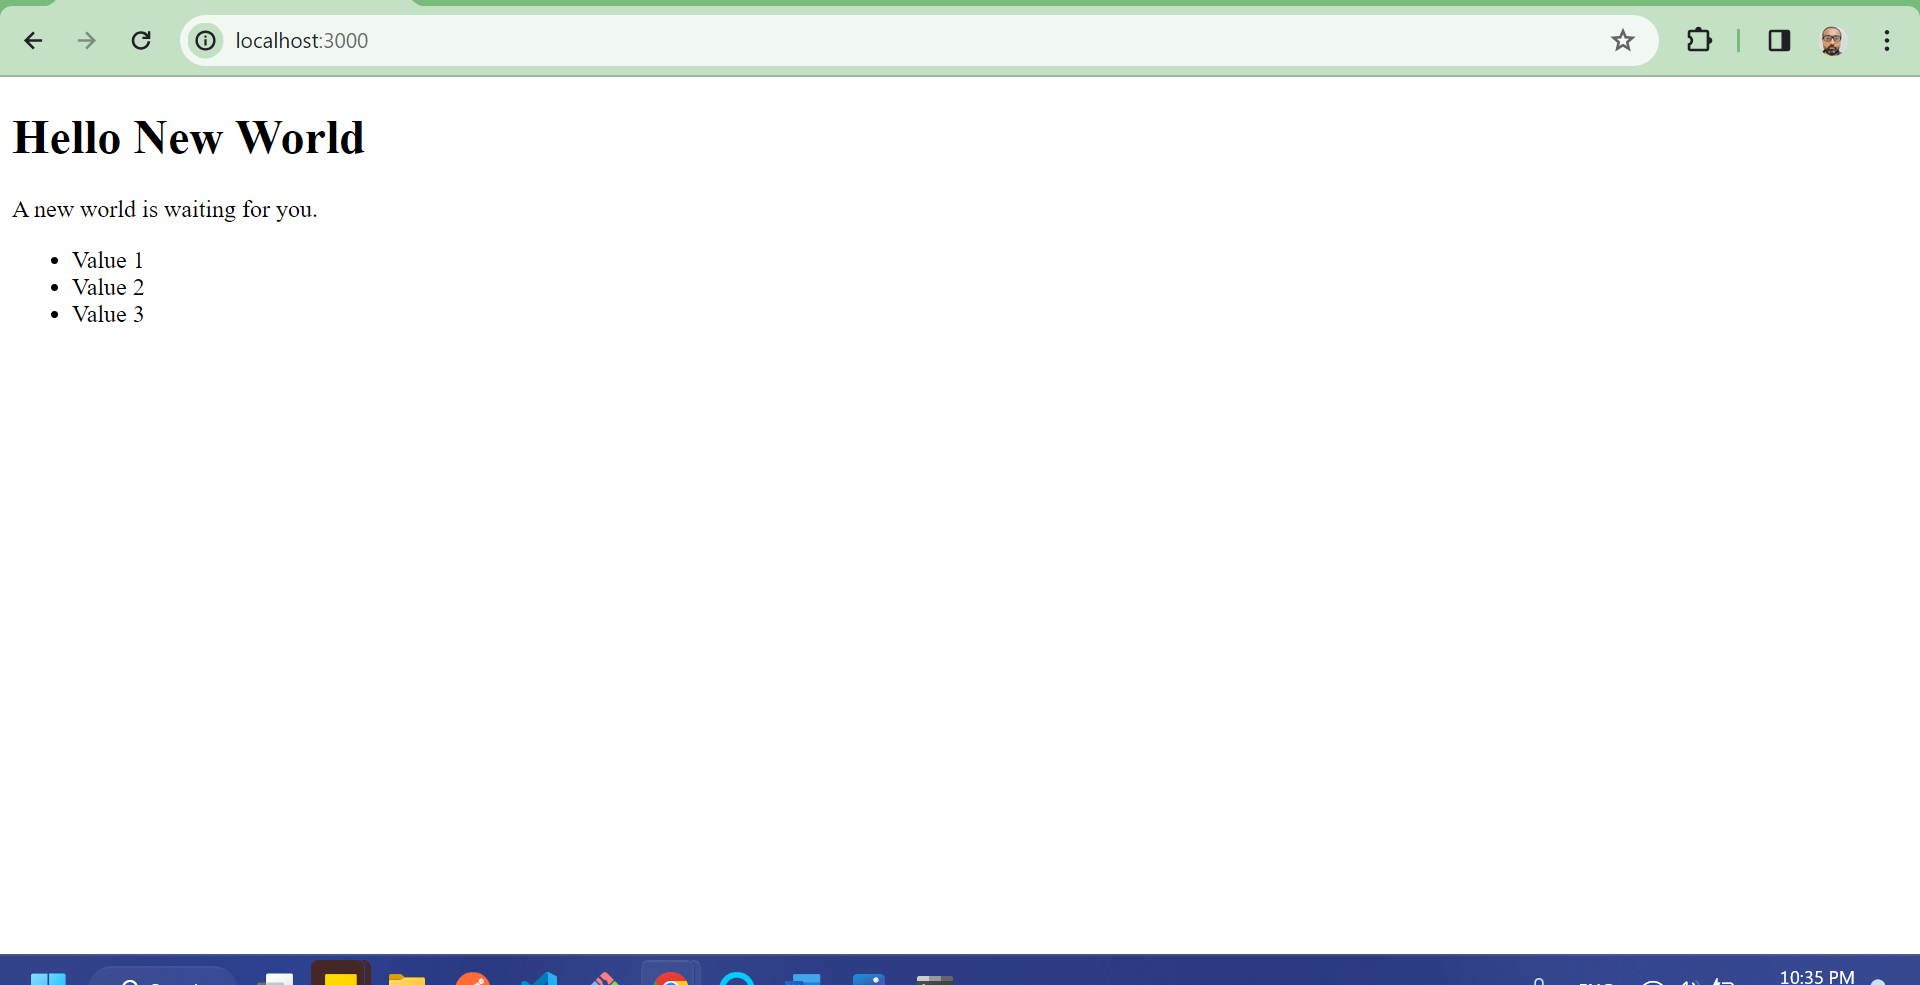 localhost:3000
Hello New World
A new world is waiting for you.
Value 1
Value 2
Value 3
10:35 PM